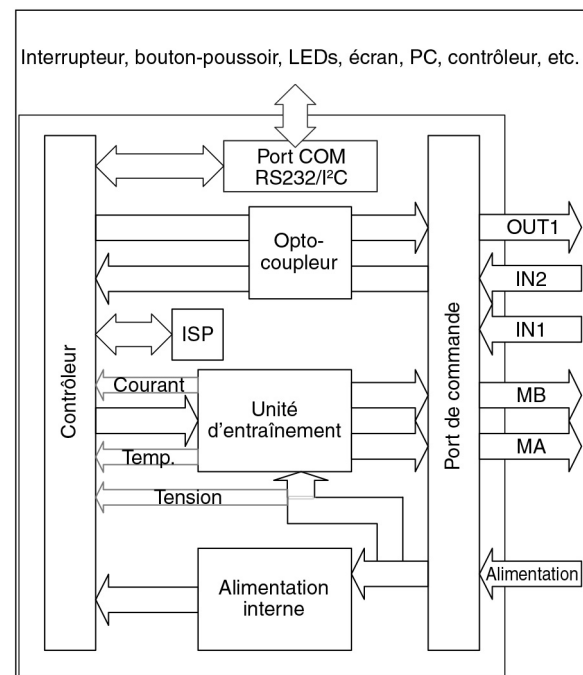 Interrupteur, bouton-poussoir, LEDs, écran, PC, contrôleur, etc.
Port COM
RS232/I²C
Opto-
coupleur
OUT1
IN2
IN1
ISP
Contrôleur
Courant
Unité
d'entraînement
Temp.
Tension
Port de commande
MB
MA
Alimentation
interne
Alimentation